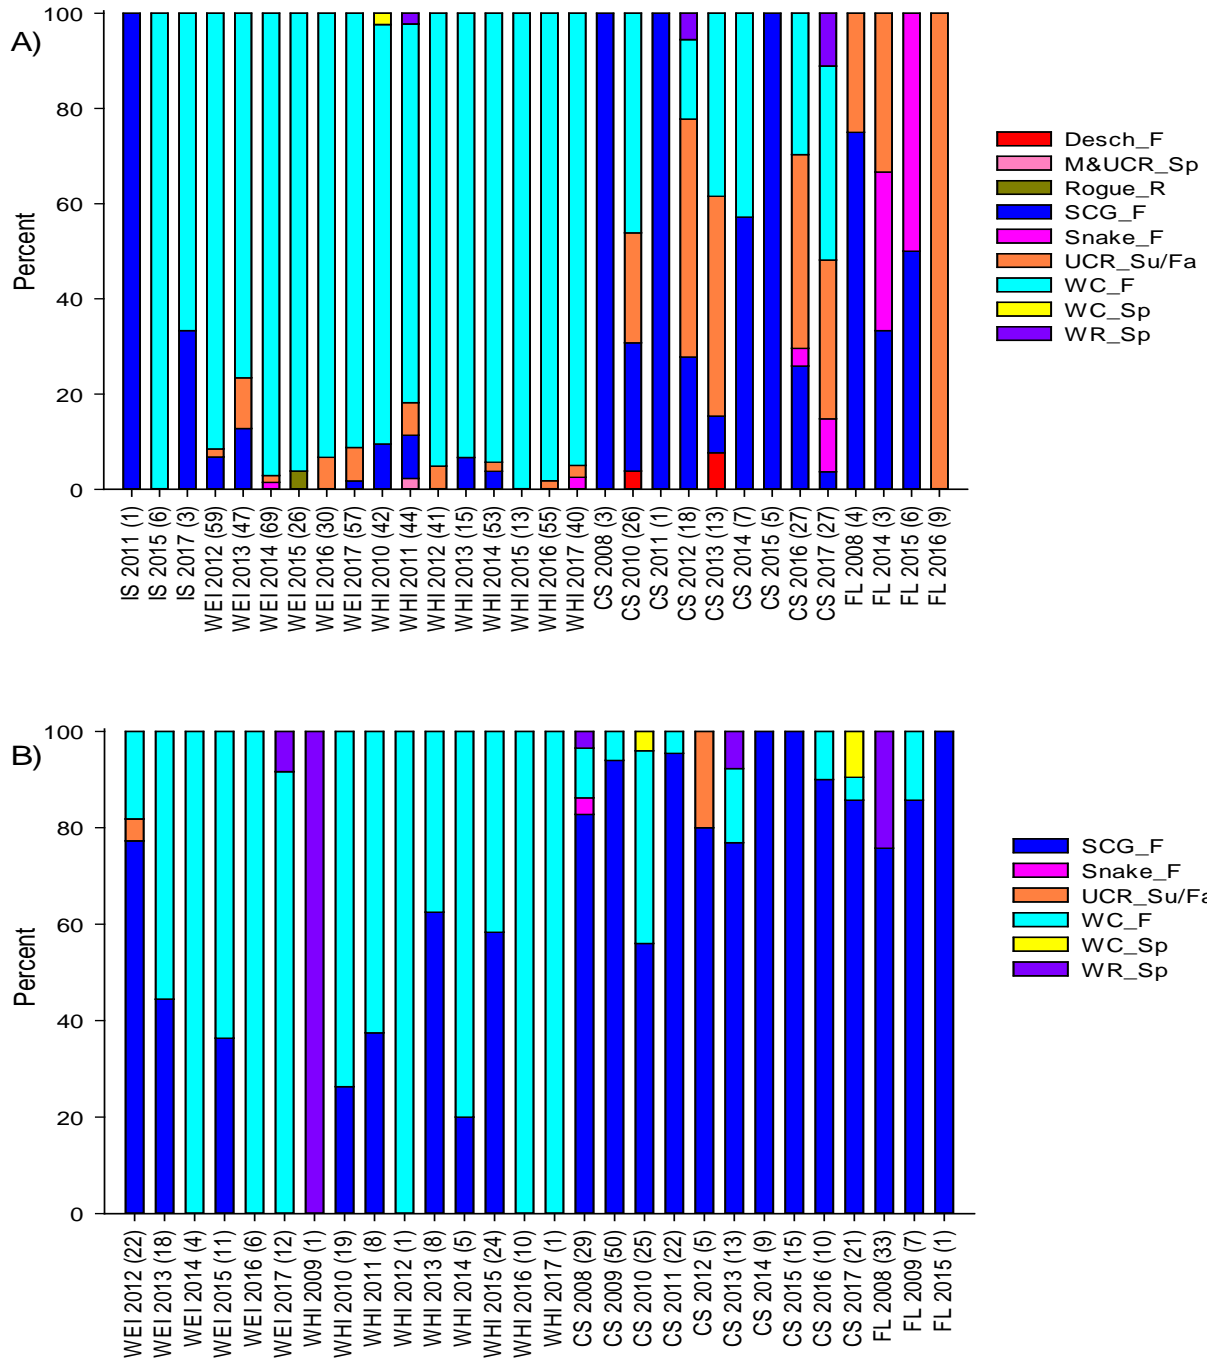 A)
100
80
60
40
20
0
Percent
IS 2011 (1)
IS 2015 (6)
IS 2017 (3)
WEI 2012 (59)
WEI 2013 (47)
WEI 2014 (69)
WEI 2015 (26)
WEI 2016 (30)
WEI 2017 (57)
WHI 2010 (42)
WHI 2011 (44)
WHI 2012 (41)
WHI 2013 (15)
WHI 2014 (53)
WHI 2015 (13)
WHI 2016 (55)
WHI 2017 (40)
CS 2008 (3)
CS 2010 (26)
CS 2011 (1)
CS 2012 (18)
CS 2013 (13)
CS 2014 (7)
CS 2015 (5)
CS 2016 (27)
CS 2017 (27)
FL 2008 (4)
FL 2014 (3)
FL 2015 (6)
FL 2016 (9)
Desch_F
M&UCR_Sp
Rogue_R
SCG_F
Snake_F
UCR_Su/Fa
WC_F
WC_Sp
WR_Sp
B)
100
80
60
40
20
0
Percent
WEI 2012 (22)
WEI 2013 (18)
WEI 2014 (4)
WEI 2015 (11)
WEI 2016 (6)
WEI 2017 (12)
WHI 2009 (1)
WHI 2010 (19)
WHI 2011 (8)
WHI 2012 (1)
WHI 2013 (8)
WHI 2014 (5)
WHI 2015 (24)
WHI 2016 (10)
WHI 2017 (1)
CS 2008 (29)
CS 2009 (50)
CS 2010 (25)
CS 2011 (22)
CS 2012 (5)
CS 2013 (13)
CS 2014 (9)
CS 2015 (15)
CS 2016 (10)
CS 2017 (21)
FL 2008 (33)
FL 2009 (7)
FL 2015 (1)
SCG_F
Snake_F
UCR_Su/Fa
WC_F
WC_Sp
WR_Sp